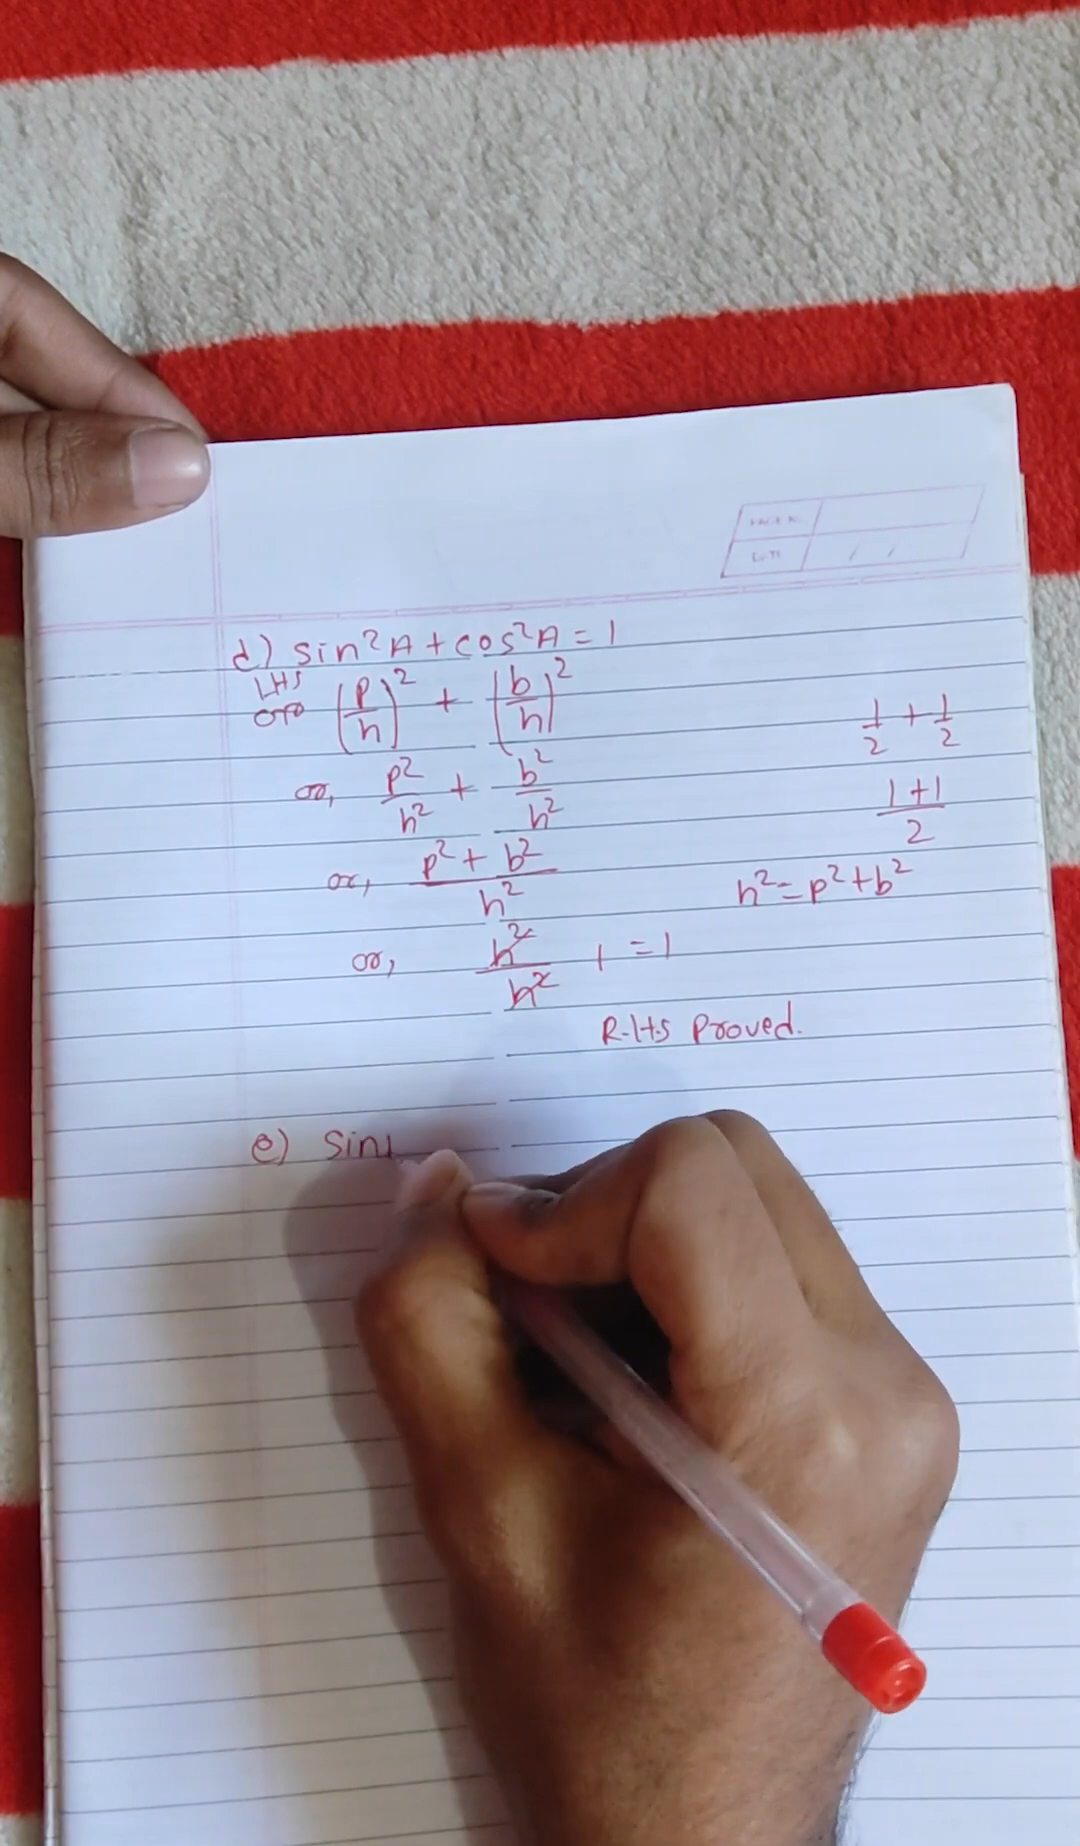 d) sin²A + cos²A = 1
LHS (p/h)² + (b/h)²
or, p²/h² + b²/h²
or, p² + b²/h²
or, h²/h² 1 = 1
R.H.S Proved.
1/2 + 1/2
1+1/2
h² = p² + b²
e) Sin